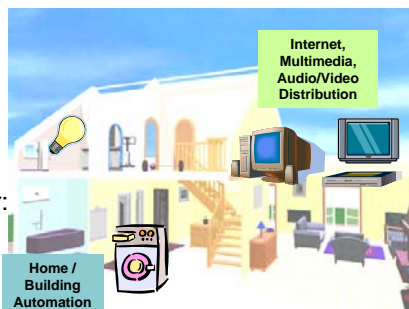 Internet,
Multimedia,
Audio/Video
Distribution
:
Home /
Building
Automation